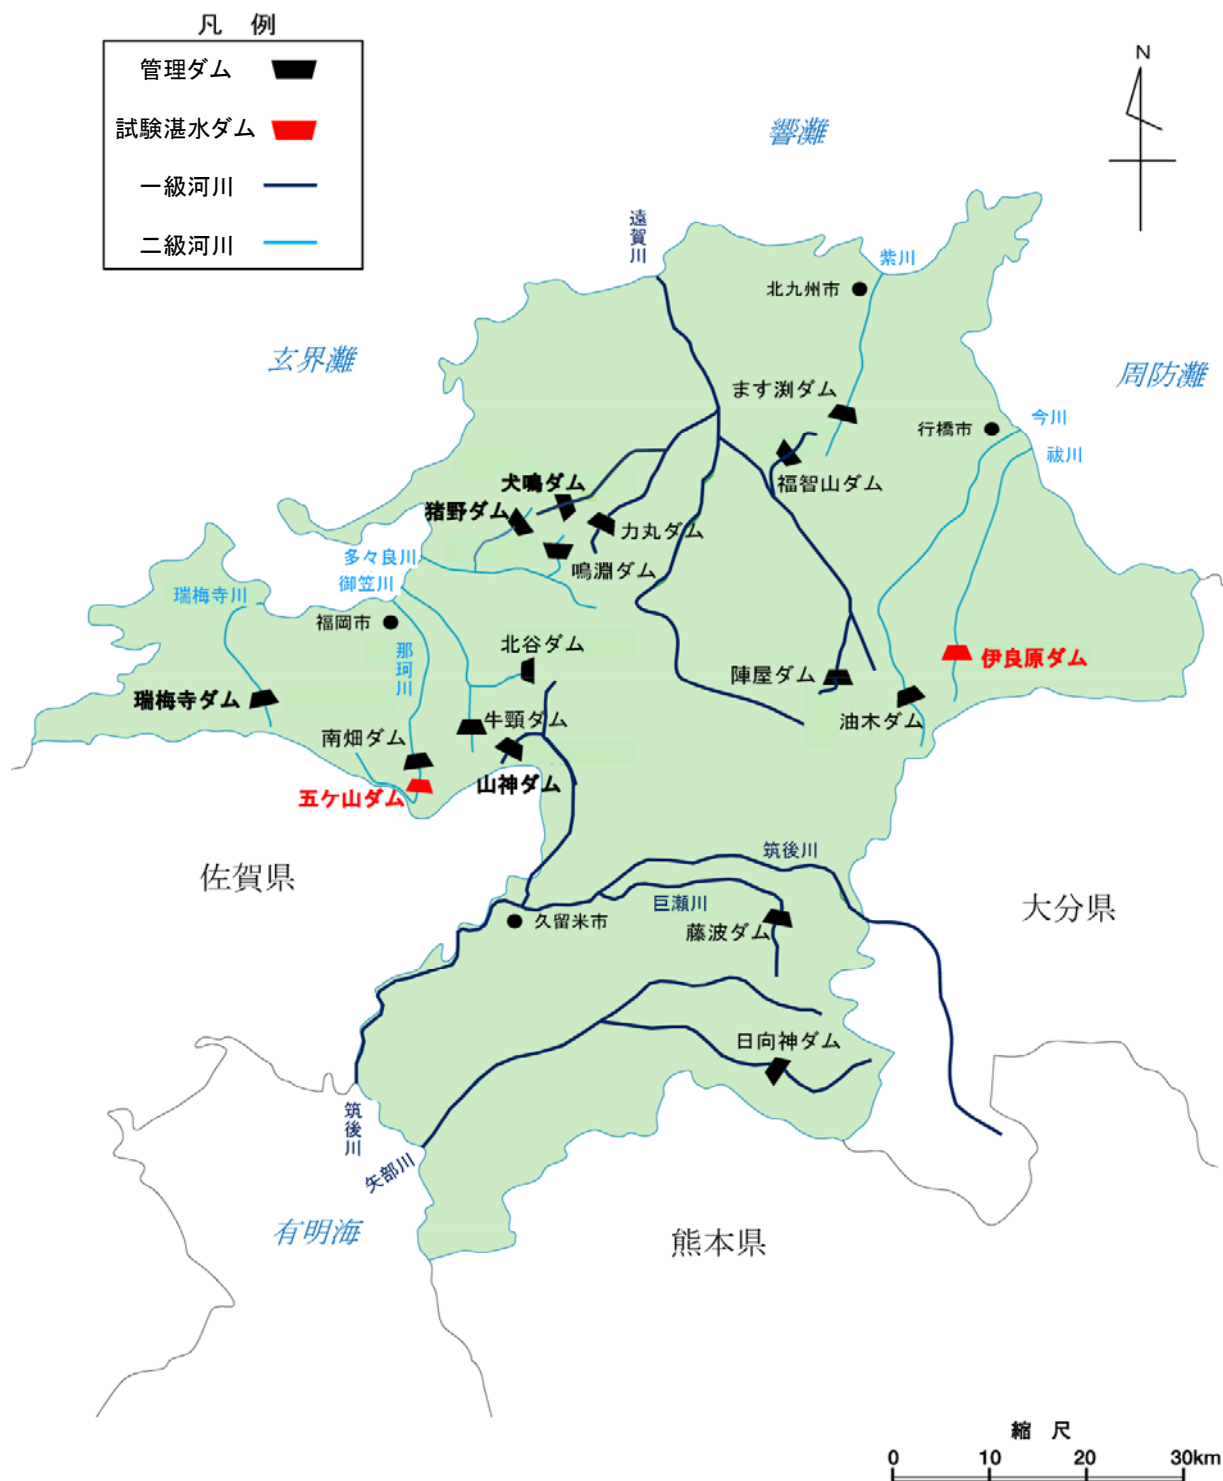 凡 例
管理ダム
試験湛水ダム
一級河川
二級河川
N
響灘
遠賀川
紫川
北九州市
玄界灘
周防灘
ます渕ダム
今川
行橋市
祓川
犬鳴ダム
福智山ダム
猪野ダム
力丸ダム
多々良川
鳴淵ダム
御笠川
瑞梅寺川
福岡市
那珂川
北谷ダム
伊良原ダム
陣屋ダム
瑞梅寺ダム
牛頸ダム
油木ダム
南畑ダム
山神ダム
五ケ山ダム
筑後川
佐賀県
巨瀬川
大分県
久留米市
藤波ダム
日向神ダム
筑後川
矢部川
有明海
熊本県
縮 尺
0 10 20 30km